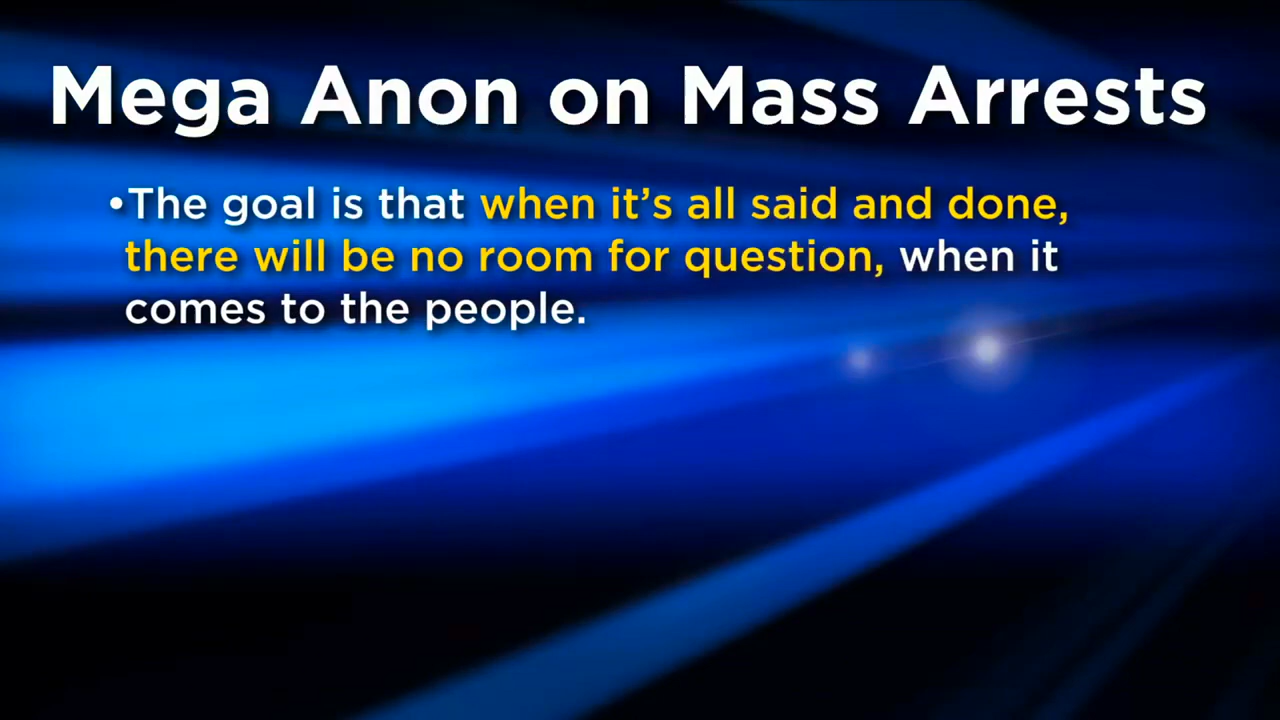 Mega Anon on Mass Arrests
•The goal is that when it’s all said and done,
there will be no room for question, when it
comes to the people.